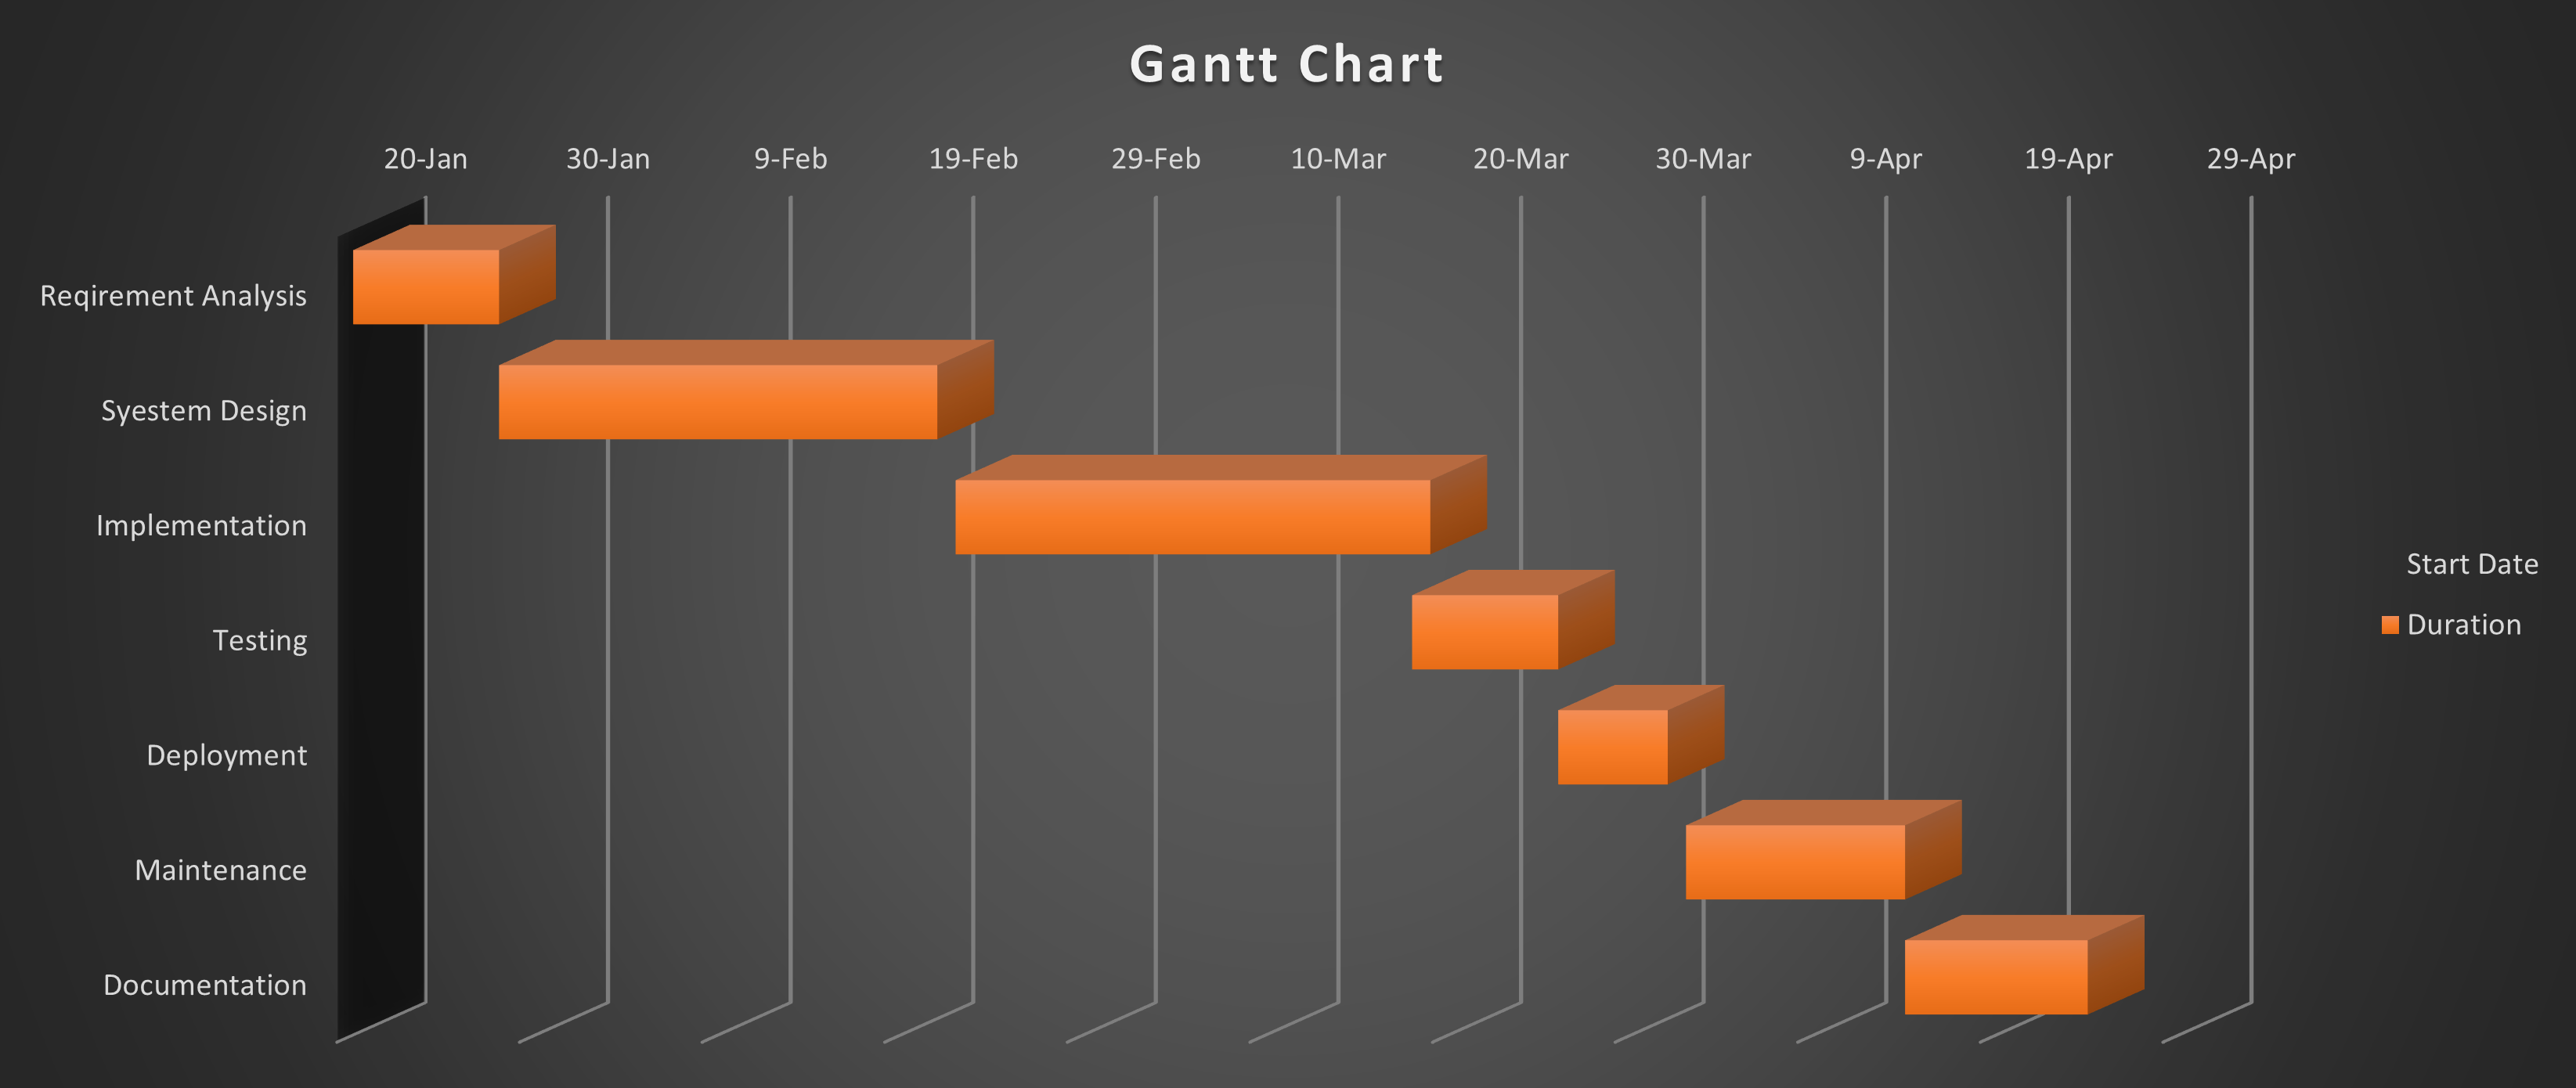 Gantt Chart
20-Jan 30-Jan 9-Feb 19-Feb 29-Feb 10-Mar 20-Mar 30-Mar 9-Apr 19-Apr 29-Apr
Reqirement Analysis
Syestem Design
Implementation
Testing
Deployment
Maintenance
Documentation
Start Date
Duration